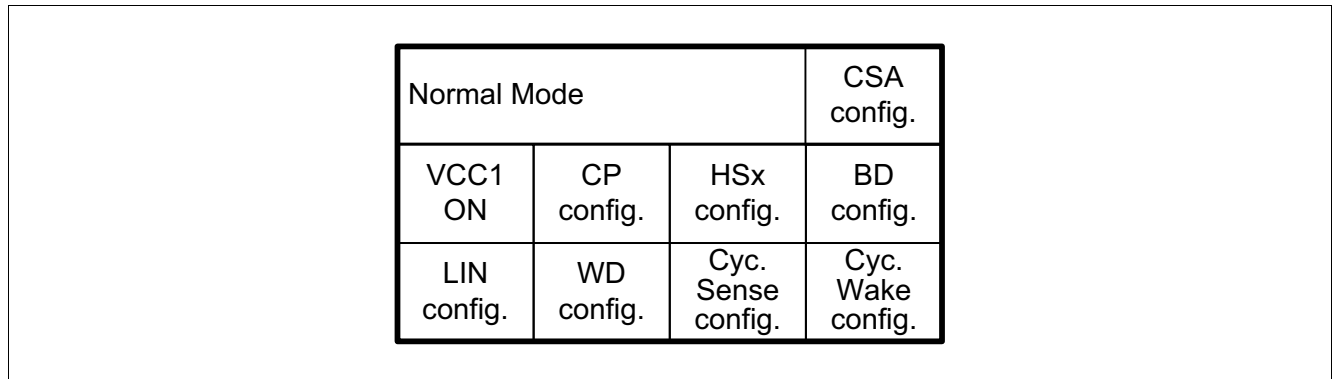 Normal Mode
CSA
config.
VCC1
ON
CP
config.
HSx
config.
BD
config.
LIN
config.
WD
config.
Cyc.
Sense
config.
Cyc.
Wake
config.